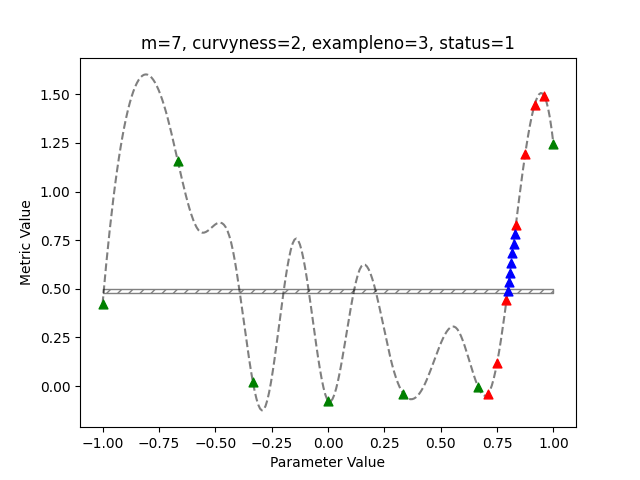 m=7, curvyness=2, exampleno=3, status=1
Metric Value
1.50
1.25
1.00
0.75
0.50
0.25
0.00
−1.00 −0.75 −0.50 −0.25 0.00 0.25 0.50 0.75 1.00
Parameter Value